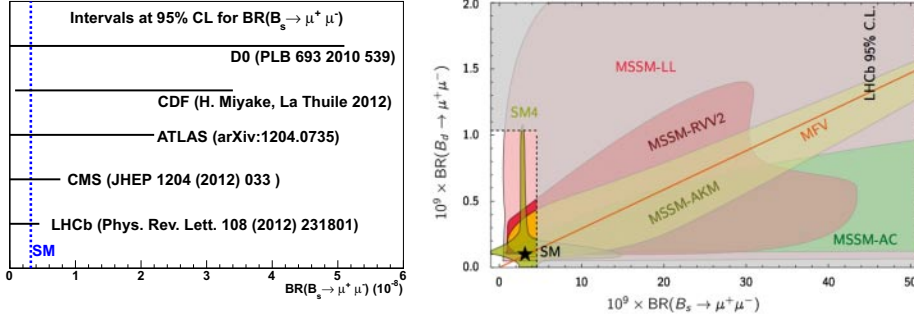 Intervals at 95% CL for BR(B_s → μ⁺ μ⁻)
D0 (PLB 693 2010 539)
CDF (H. Miyake, La Thuile 2012)
ATLAS (arXiv:1204.0735)
CMS (JHEP 1204 (2012) 033 )
LHCb (Phys. Rev. Lett. 108 (2012) 231801)
SM
0 1 2 3 4 5 6
BR(B_s → μ⁺ μ⁻) (10⁻⁸)
2.0
1.5
1.0
0.5
0.0
10⁹ × BR(B_d → μ⁺μ⁻)
MSSM-LL
LHCb 95% C.L.
SM4
MSSM-RVV2
MFV
MSSM-AKM
MSSM-AC
SM
0 10 20 30 40 50
10⁹ × BR(B_s → μ⁺μ⁻)